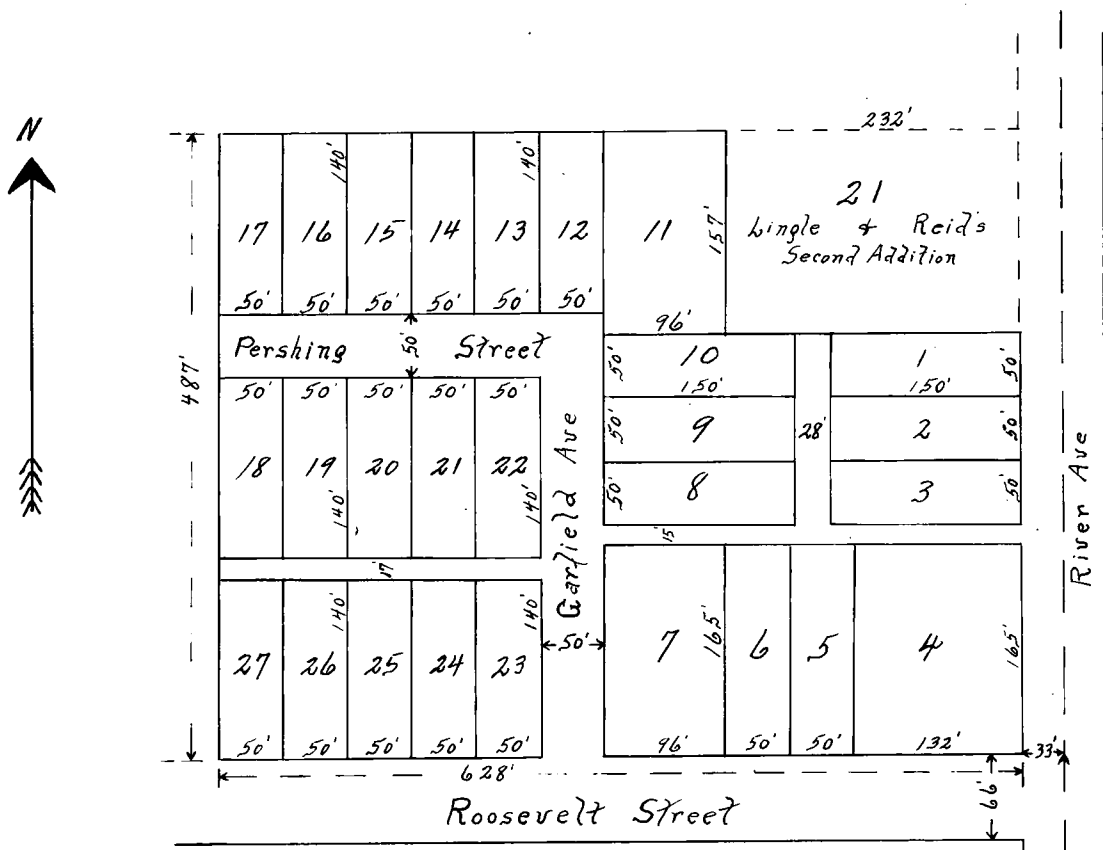 N
232'
140' 140'
21
17 16 15 14 13 12 11 157' Lingle & Reid's
Second Addition
50' 50' 50' 50' 50' 50'
96'
Pershing 50' Street
50' 10 1 50'
150' 150'
487'
50' 50' 50' 50' 50'
50' 9 28' 2 50'
18 19 20 21 22
50' 8 3 50'
140' 140'
Garfield Ave
River Ave
15'
17'
140' 140'
27 26 25 24 23
50'
7 165' 6 5 4 165'
50' 50' 50' 50' 50'
96' 50' 50' 132'
33'
628'
66'
Roosevelt Street